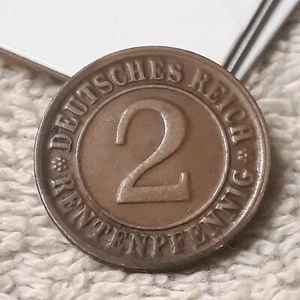 DEUTSCHES REICH
2
RENTENPFENNIG